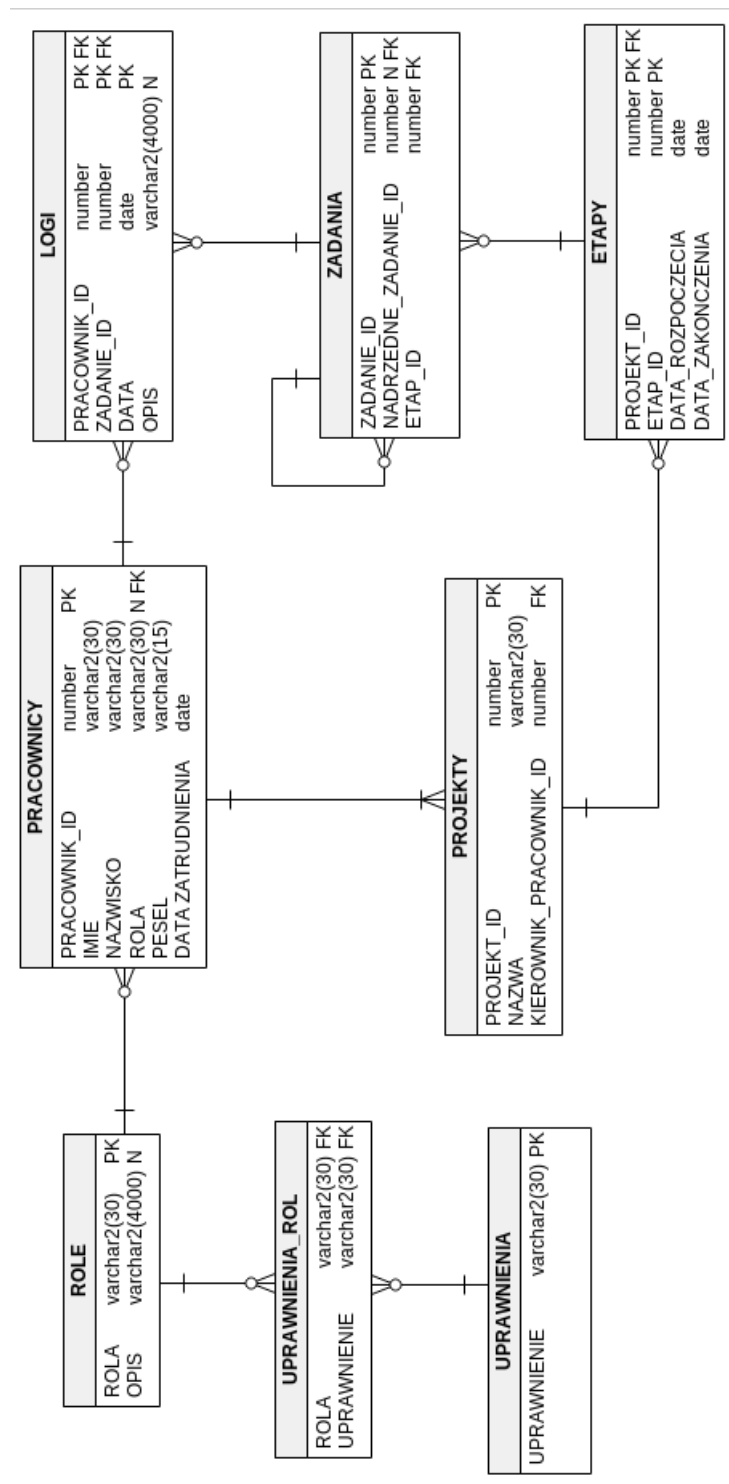 ROLE
ROLA varchar2(30) PK
OPIS varchar2(4000) N
UPRAWNIENIA_ROL
ROLA varchar2(30) FK
UPRAWNIENIE varchar2(30) FK
UPRAWNIENIA
UPRAWNIENIE varchar2(30) PK
PRACOWNICY
PRACOWNIK_ID number PK
IMIE varchar2(30)
NAZWISKO varchar2(30)
ROLA varchar2(30) N FK
PESEL varchar2(15)
DATA ZATRUDNIENIA date
PROJEKTY
PROJEKT_ID number PK
NAZWA varchar2(30)
KIEROWNIK_PRACOWNIK_ID number FK
LOGI
PRACOWNIK_ID number PK FK
ZADANIE_ID number PK FK
DATA date PK
OPIS varchar2(4000) N
ZADANIA
ZADANIE_ID number PK
NADRZEDNE_ZADANIE_ID number N FK
ETAP_ID number FK
ETAPY
PROJEKT_ID number PK FK
ETAP_ID number PK
DATA_ROZPOCZECIA date
DATA_ZAKONCZENIA date